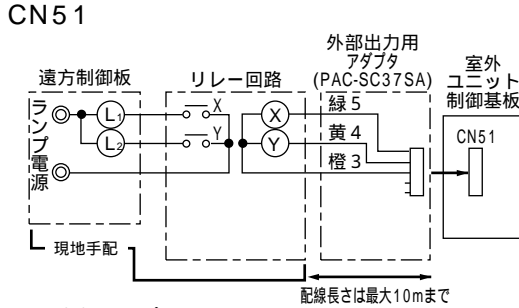 CN51
外部出力用
アダプタ
(PAC-SC37SA)
遠方制御板
リレー回路
室外
ユニット
制御基板
ランプ電源
L1
L2
X
Y
X
Y
緑 5
黄 4
橙 3
CN51
現地手配
配線長さは最大10mまで